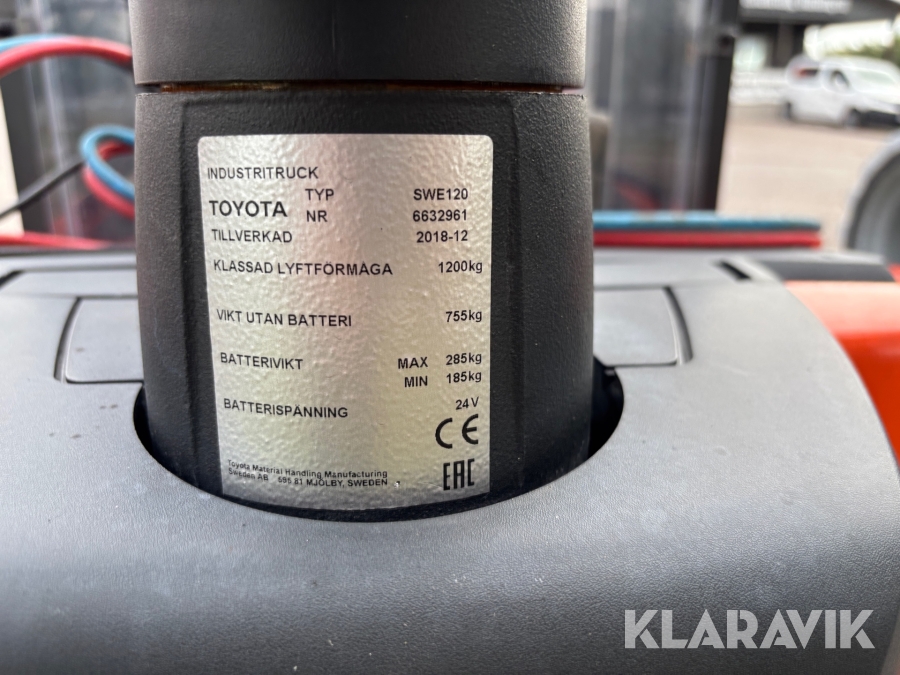 INDUSTRITRUCK
TYP SWE120
TOYOTA NR 6632961
TILLVERKAD 2018-12
KLASSAD LYFTFÖRMÅGA 1200kg
VIKT UTAN BATTERI 755kg
BATTERIVIKT MAX 285kg
MIN 185kg
BATTERISPÄNNING 24V
CE
Toyota Material Handling Manufacturing
Sweden AB 595 81 MJÖLBY, SWEDEN
EAC
KLARAVIK